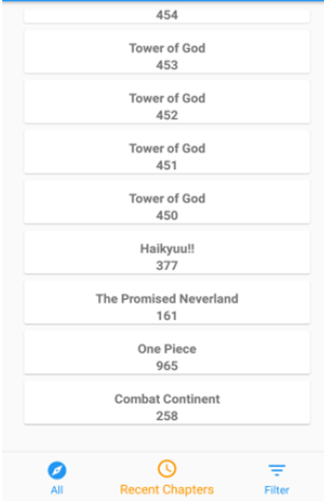 454
Tower of God
453
Tower of God
452
Tower of God
451
Tower of God
450
Haikyuu!!
377
The Promised Neverland
161
One Piece
965
Combat Continent
258
All
Recent Chapters
Filter